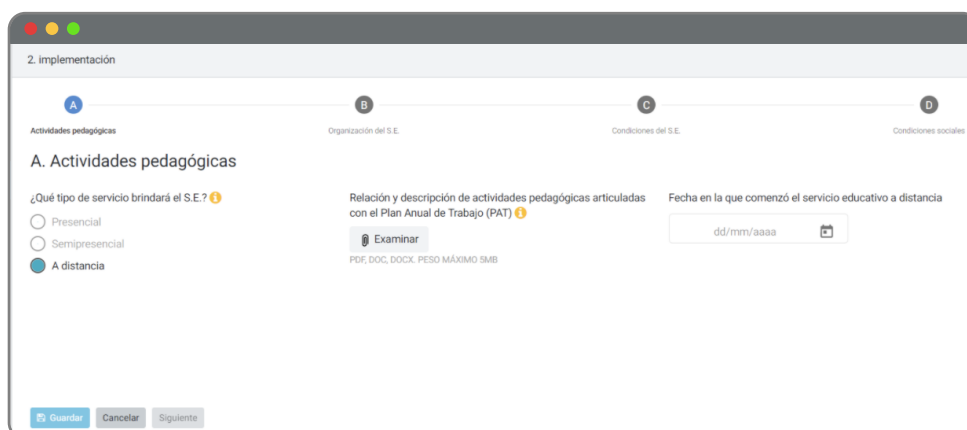 2. implementación
A
B
C
D
Actividades pedagógicas
Organización del S.E.
Condiciones del S.E.
Condiciones sociales
A. Actividades pedagógicas
¿Qué tipo de servicio brindará el S.E.?
Presencial
Semipresencial
A distancia
Relación y descripción de actividades pedagógicas articuladas
con el Plan Anual de Trabajo (PAT)
Examinar
PDF, DOC, DOCX. PESO MÁXIMO 5MB
Fecha en la que comenzó el servicio educativo a distancia
dd/mm/aaaa
Guardar
Cancelar
Siguiente